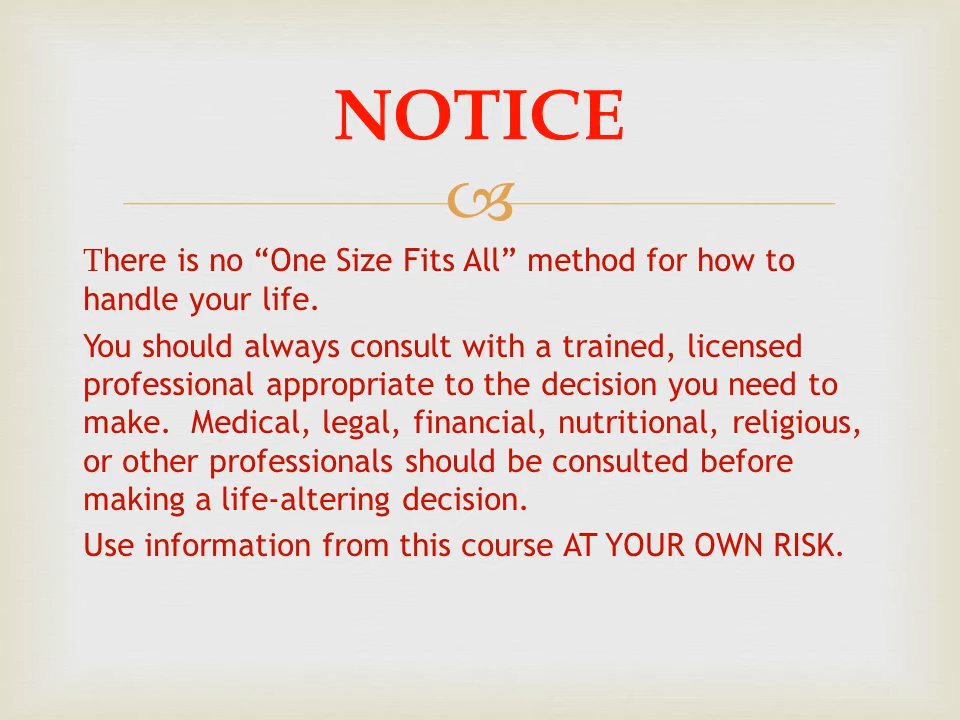 NOTICE
There is no “One Size Fits All” method for how to
handle your life.
You should always consult with a trained, licensed
professional appropriate to the decision you need to
make.  Medical, legal, financial, nutritional, religious,
or other professionals should be consulted before
making a life-altering decision.
Use information from this course AT YOUR OWN RISK.